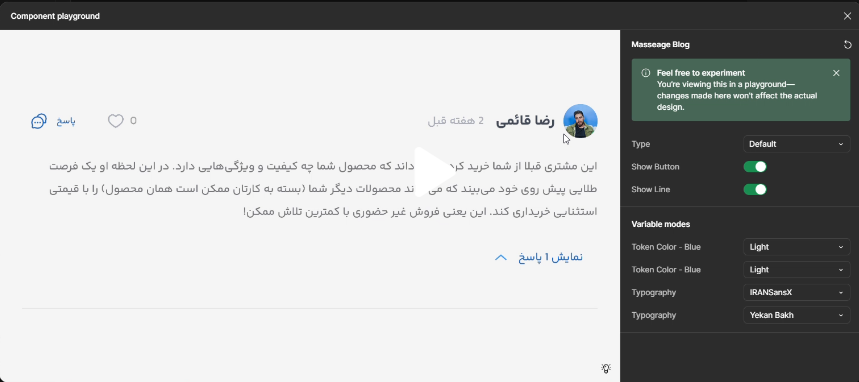 Component playground
رضا قائمی
2 هفته قبل
0
پاسخ
این مشتری قبلا از شما خرید کرد داند که محصول شما چه کیفیت و ویژگی‌هایی دارد. در این لحظه او یک فرصت
طلایی پیش روی خود می‌بیند که می ند محصولات دیگر شما (بسته به کارتان ممکن است همان محصول) را با قیمتی
استثنایی خریداری کند. این یعنی فروش غیر حضوری با کمترین تلاش ممکن!
نمایش 1 پاسخ
Masseage Blog
Feel free to experiment
You're viewing this in a playground—
changes made here won't affect the actual
design.
Type Default
Show Button
Show Line
Variable modes
Token Color - Blue Light
Token Color - Blue Light
Typography IRANSansX
Typography Yekan Bakh